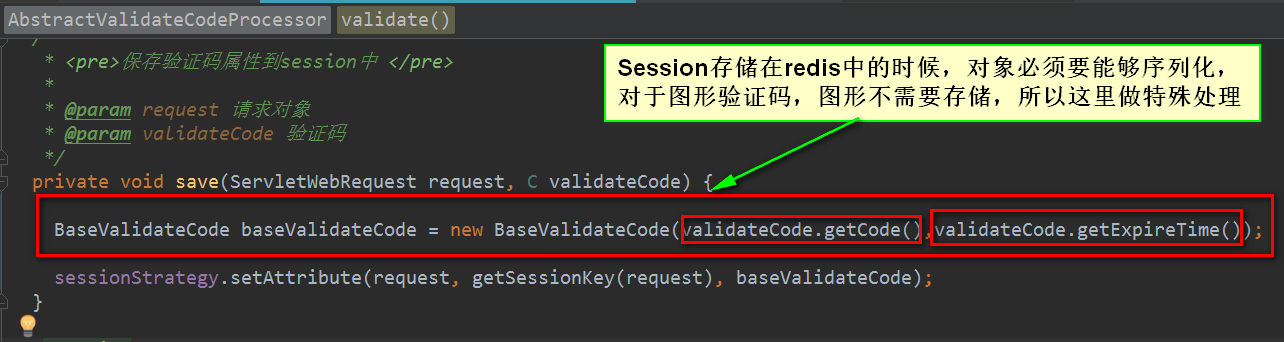 AbstractValidateCodeProcessor validate()
* <pre>保存验证码属性到session中 </pre>
*
* @param request 请求对象
* @param validateCode 验证码
*/
Session存储在redis中的时候，对象必须要能够序列化，
对于图形验证码，图形不需要存储，所以这里做特殊处理
private void save(ServletWebRequest request, C validateCode) {
BaseValidateCode baseValidateCode = new BaseValidateCode(validateCode.getCode(),validateCode.getExpireTime());
sessionStrategy.setAttribute(request, getSessionKey(request), baseValidateCode);
}